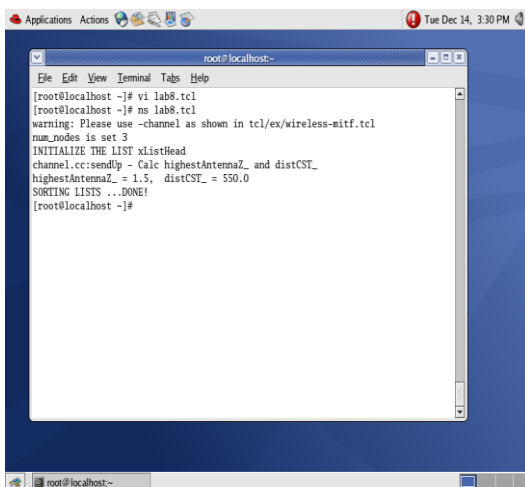 Applications Actions Tue Dec 14, 3:30 PM
root@localhost:~
File Edit View Terminal Tabs Help
[root@localhost ~]# vi lab8.tcl
[root@localhost ~]# ns lab8.tcl
warning: Please use -channel as shown in tcl/ex/wireless-mitf.tcl
num_nodes is set 3
INITIALIZE THE LIST xListHead
channel.cc:sendUp - Calc highestAntennaZ_ and distCST_
highestAntennaZ_ = 1.5,  distCST_ = 550.0
SORTING LISTS ...DONE!
[root@localhost ~]#
root@localhost:~